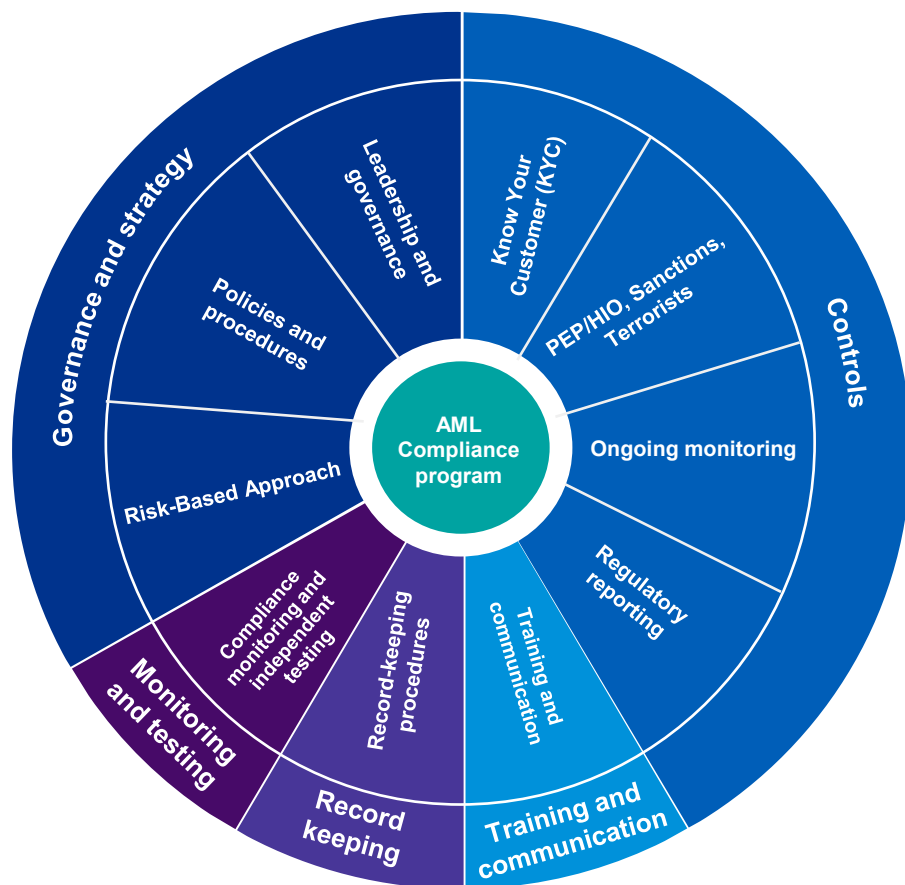 Governance and strategy
Leadership and
governance
Policies and
procedures
Risk-Based Approach
Know Your
Customer (KYC)
PEP/HIO, Sanctions,
Terrorists
Controls
Ongoing monitoring
Regulatory
reporting
AML
Compliance
program
Compliance
monitoring and
independent
testing
Monitoring
and testing
Record-keeping
procedures
Record
keeping
Training and
communication
Training and
communication